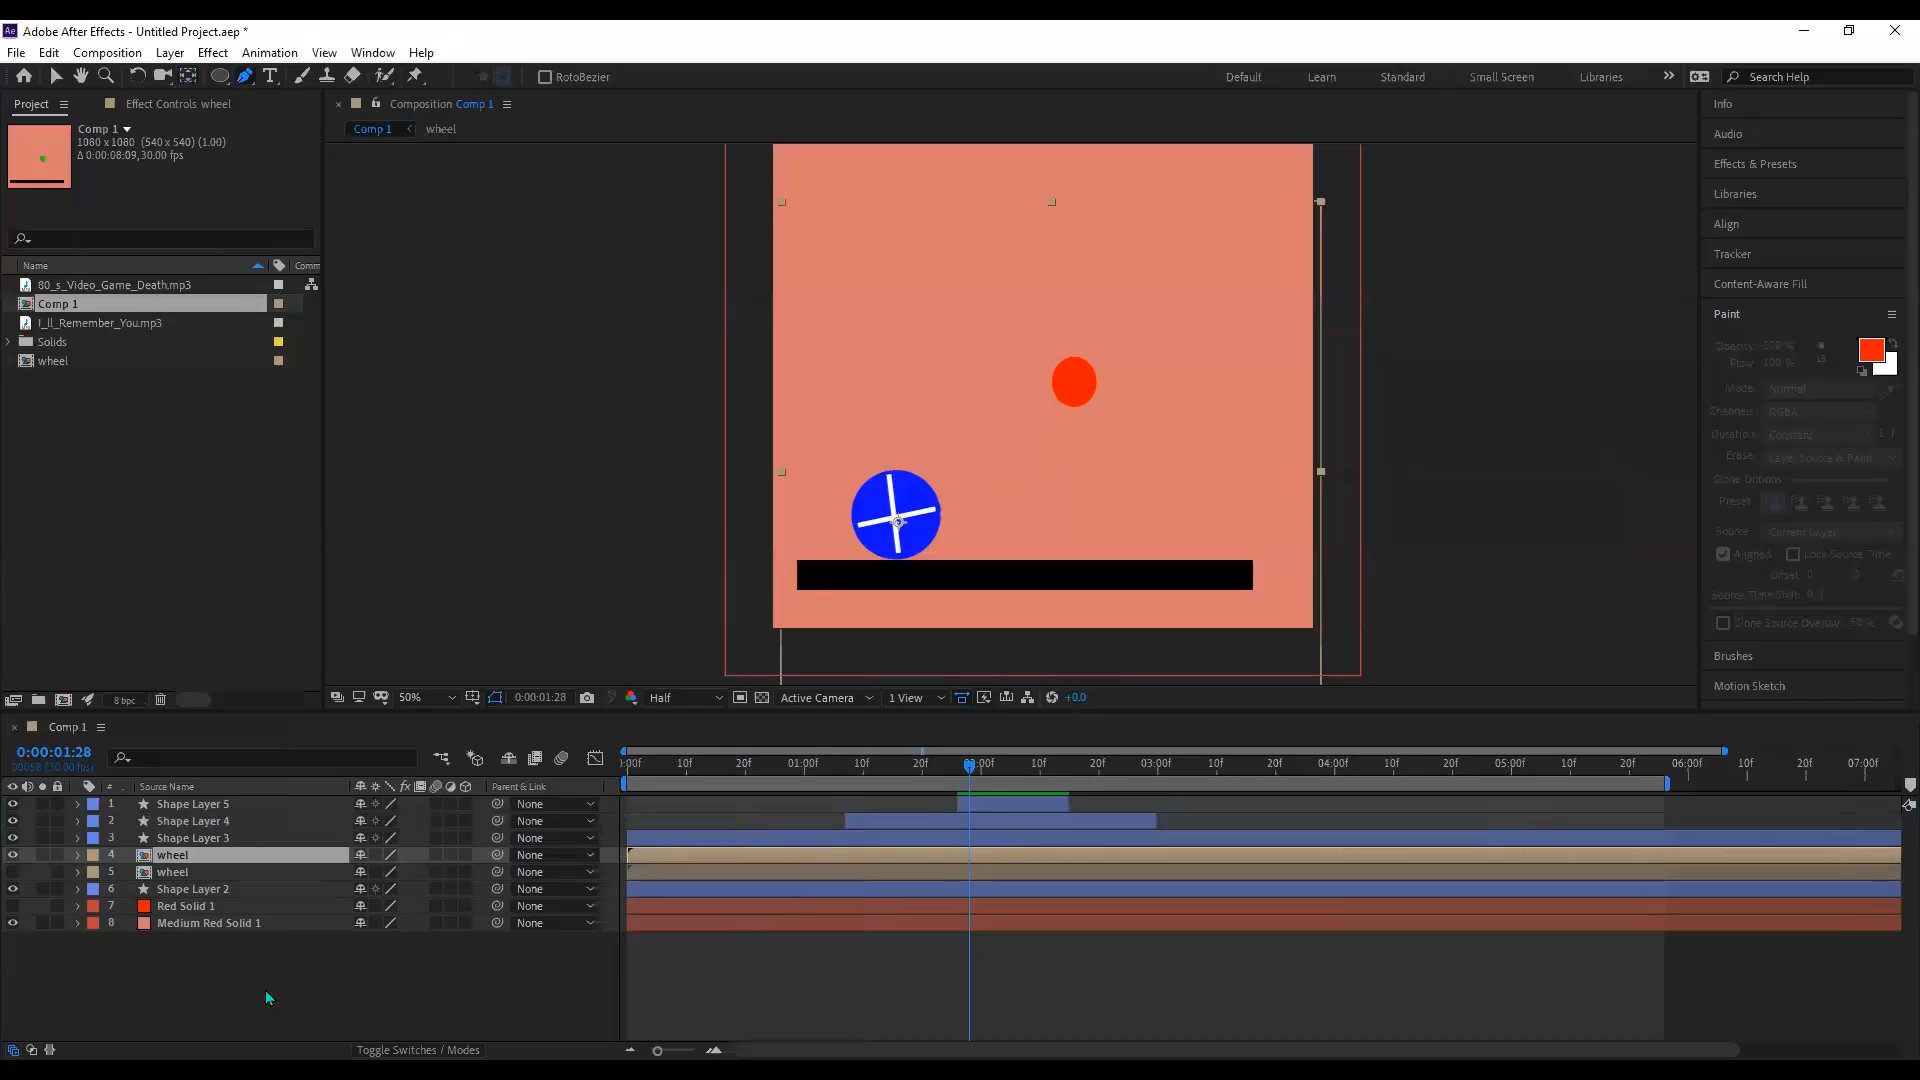 Adobe After Effects - Untitled Project.aep *
File Edit Composition Layer Effect Animation View Window Help
RotoBezier Default Learn Standard Small Screen Libraries Search Help
Project Effect Controls wheel Composition Comp 1 Info
Comp 1 wheel
Comp 1
1080 x 1080 (540 x 540) (1.00)
Δ 0:00:08:09, 30.00 fps
Audio
Effects & Presets
Libraries
Align
Tracker
Content-Aware Fill
Paint
Opacity: 100 %
Flow: 100 % 13
Mode: Normal
Channels: RGBA
Duration: Constant 1 f
Erase: Layer Source & Paint
Clone Options
Preset:
Source: Current Layer
Aligned Lock Source Time
Offset: 0 0
Source Time Shift: 0 f
Clone Source Overlay: 50 %
Brushes
Motion Sketch
Name Comm
80_s_Video_Game_Death.mp3
Comp 1
I_ll_Remember_You.mp3
Solids
wheel
8 bpc 50% 0:00:01:28 Half Active Camera 1 View +0.0
Comp 1
0:00:01:28
00058 (30.00 fps)
:00f 10f 20f 01:00f 10f 20f 10f 20f 03:00f 10f 20f 04:00f 10f 20f 05:00f 10f 20f 06:00f 10f 20f 07:00f
# Source Name Parent & Link
1 Shape Layer 5 None
2 Shape Layer 4 None
3 Shape Layer 3 None
4 wheel None
5 wheel None
6 Shape Layer 2 None
7 Red Solid 1 None
8 Medium Red Solid 1 None
Toggle Switches / Modes